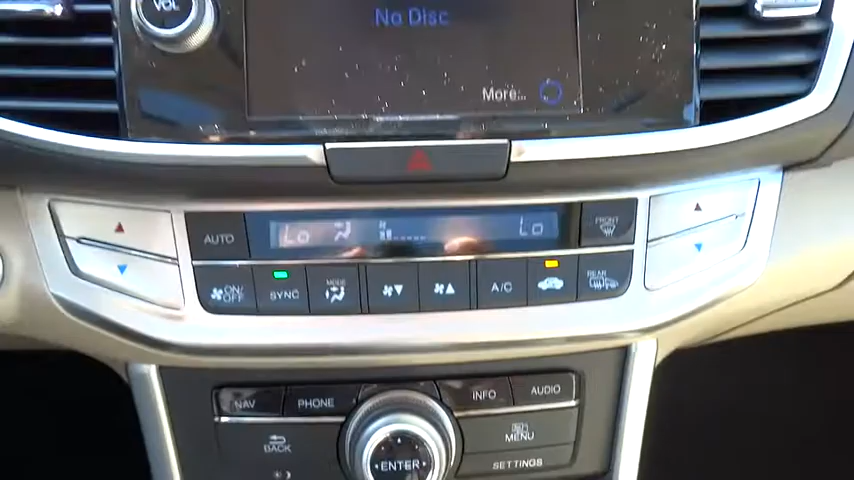 VOL
No Disc
More...
Lo
Lo
AUTO
FRONT
ON/OFF
SYNC
MODE
A/C
REAR
NAV
PHONE
INFO
AUDIO
BACK
MENU
ENTER
SETTINGS